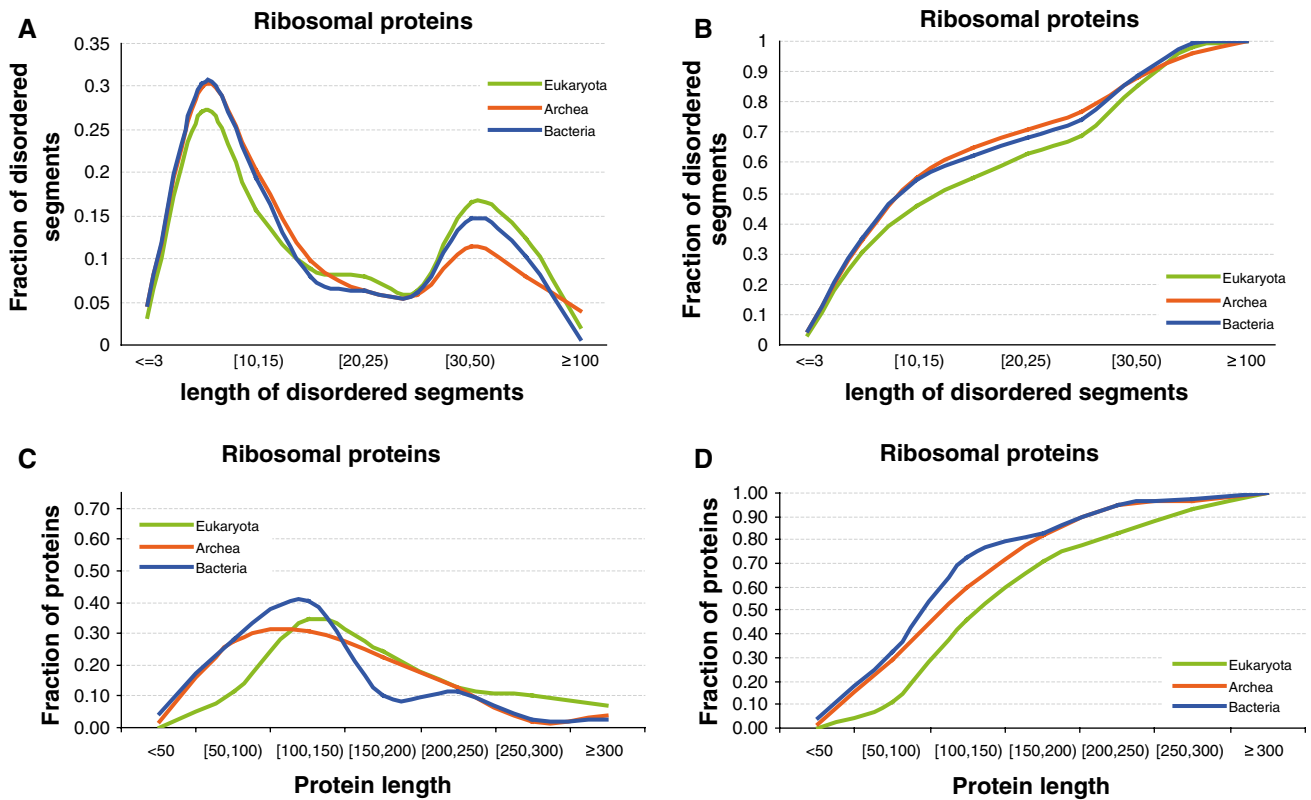 A
Ribosomal proteins
Fraction of disordered
segments
0.35
0.3
0.25
0.2
0.15
0.1
0.05
0
Eukaryota
Archea
Bacteria
<=3 [10,15) [20,25) [30,50) ≥100
length of disordered segments
B
Ribosomal proteins
Fraction of disordered
segments
1
0.9
0.8
0.7
0.6
0.5
0.4
0.3
0.2
0.1
0
Eukaryota
Archea
Bacteria
<=3 [10,15) [20,25) [30,50) ≥100
length of disordered segments
C
Ribosomal proteins
Fraction of proteins
0.70
0.60
0.50
0.40
0.30
0.20
0.10
0.00
Eukaryota
Archea
Bacteria
<50 [50,100) [100,150) [150,200) [200,250) [250,300) ≥300
Protein length
D
Ribosomal proteins
Fraction of proteins
1.00
0.90
0.80
0.70
0.60
0.50
0.40
0.30
0.20
0.10
0.00
Eukaryota
Archea
Bacteria
<50 [50,100) [100,150) [150,200) [200,250) [250,300) ≥300
Protein length